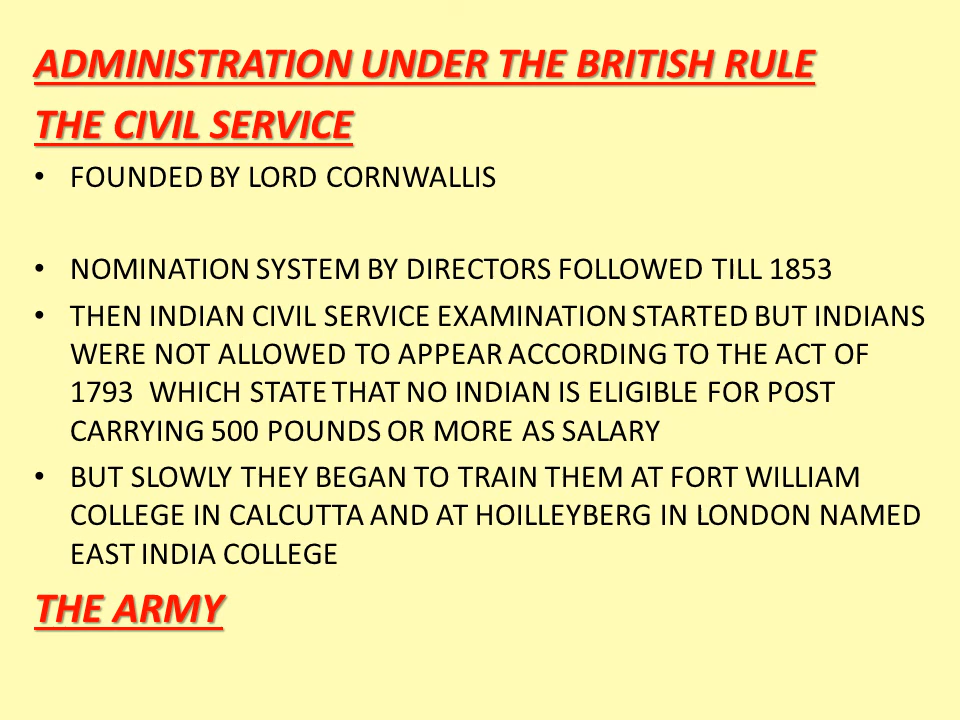 ADMINISTRATION UNDER THE BRITISH RULE
THE CIVIL SERVICE
• FOUNDED BY LORD CORNWALLIS
• NOMINATION SYSTEM BY DIRECTORS FOLLOWED TILL 1853
• THEN INDIAN CIVIL SERVICE EXAMINATION STARTED BUT INDIANS
WERE NOT ALLOWED TO APPEAR ACCORDING TO THE ACT OF
1793 WHICH STATE THAT NO INDIAN IS ELIGIBLE FOR POST
CARRYING 500 POUNDS OR MORE AS SALARY
• BUT SLOWLY THEY BEGAN TO TRAIN THEM AT FORT WILLIAM
COLLEGE IN CALCUTTA AND AT HOILLEYBERG IN LONDON NAMED
EAST INDIA COLLEGE
THE ARMY